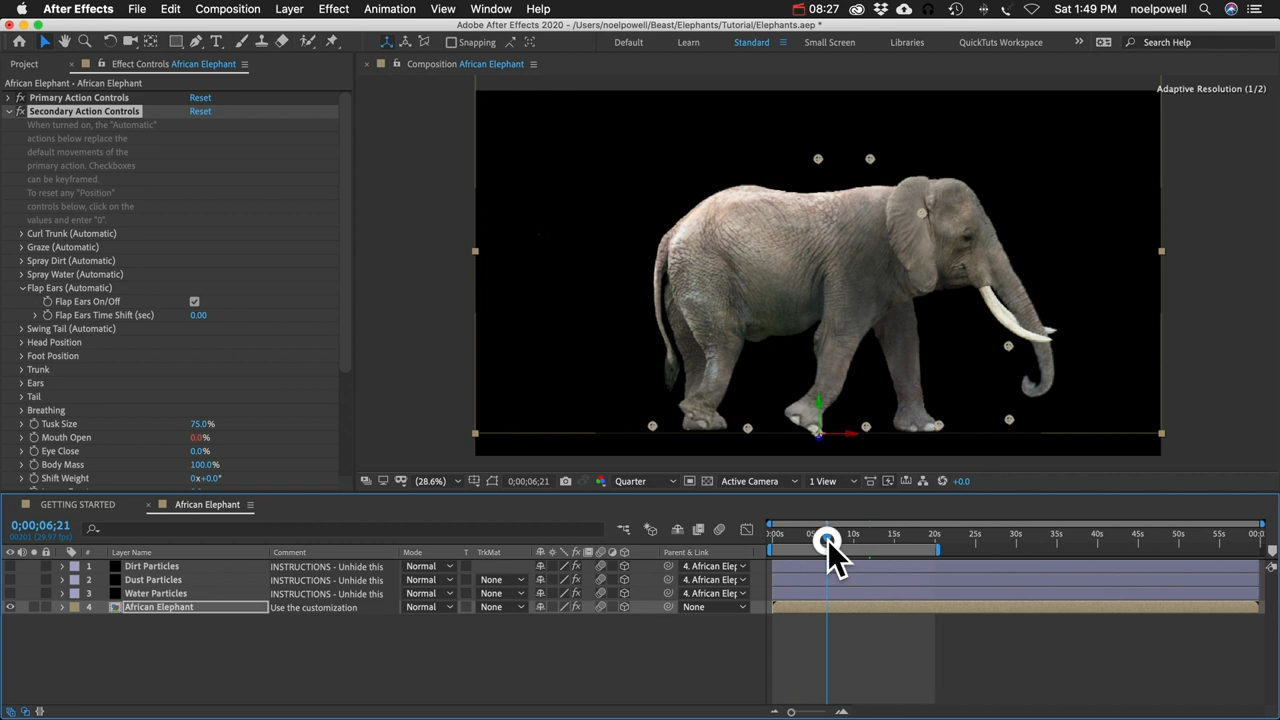 After Effects File Edit Composition Layer Effect Animation View Window Help 08:27 Sat 1:49 PM noelpowell
Adobe After Effects 2020 - /Users/noelpowell/Beast/Elephants/Tutorial/Elephants.aep *
Snapping Default Learn Standard Small Screen Libraries QuickTuts Workspace Search Help
Project Effect Controls African Elephant Composition African Elephant
African Elephant • African Elephant
Primary Action Controls Reset
Adaptive Resolution (1/2)
Secondary Action Controls Reset
When turned on, the "Automatic"
actions below replace the
default movements of the
primary action. Checkboxes
can be keyframed.
To reset any "Position"
controls below, click on the
values and enter "0".
Curl Trunk (Automatic)
Graze (Automatic)
Spray Dirt (Automatic)
Spray Water (Automatic)
Flap Ears (Automatic)
Flap Ears On/Off
Flap Ears Time Shift (sec) 0.00
Swing Tail (Automatic)
Head Position
Foot Position
Trunk
Ears
Tail
Breathing
Tusk Size 75.0%
Mouth Open 0.0%
Eye Close 0.0%
Body Mass 100.0%
Shift Weight 0x+0.0°
(28.6%) 0;00;06;21 Quarter Active Camera 1 View +0.0
GETTING STARTED African Elephant
0;00;06;21
00201 (29.97 fps)
10s 15s 20s 25s 30s 35s 40s 45s 50s 55s
# Layer Name Comment Mode T TrkMat Parent & Link
1 Dirt Particles INSTRUCTIONS - Unhide this Normal 4. African Elep
2 Dust Particles INSTRUCTIONS - Unhide this Normal None 4. African Elep
3 Water Particles INSTRUCTIONS - Unhide this Normal None 4. African Elep
4 African Elephant Use the customization Normal None None